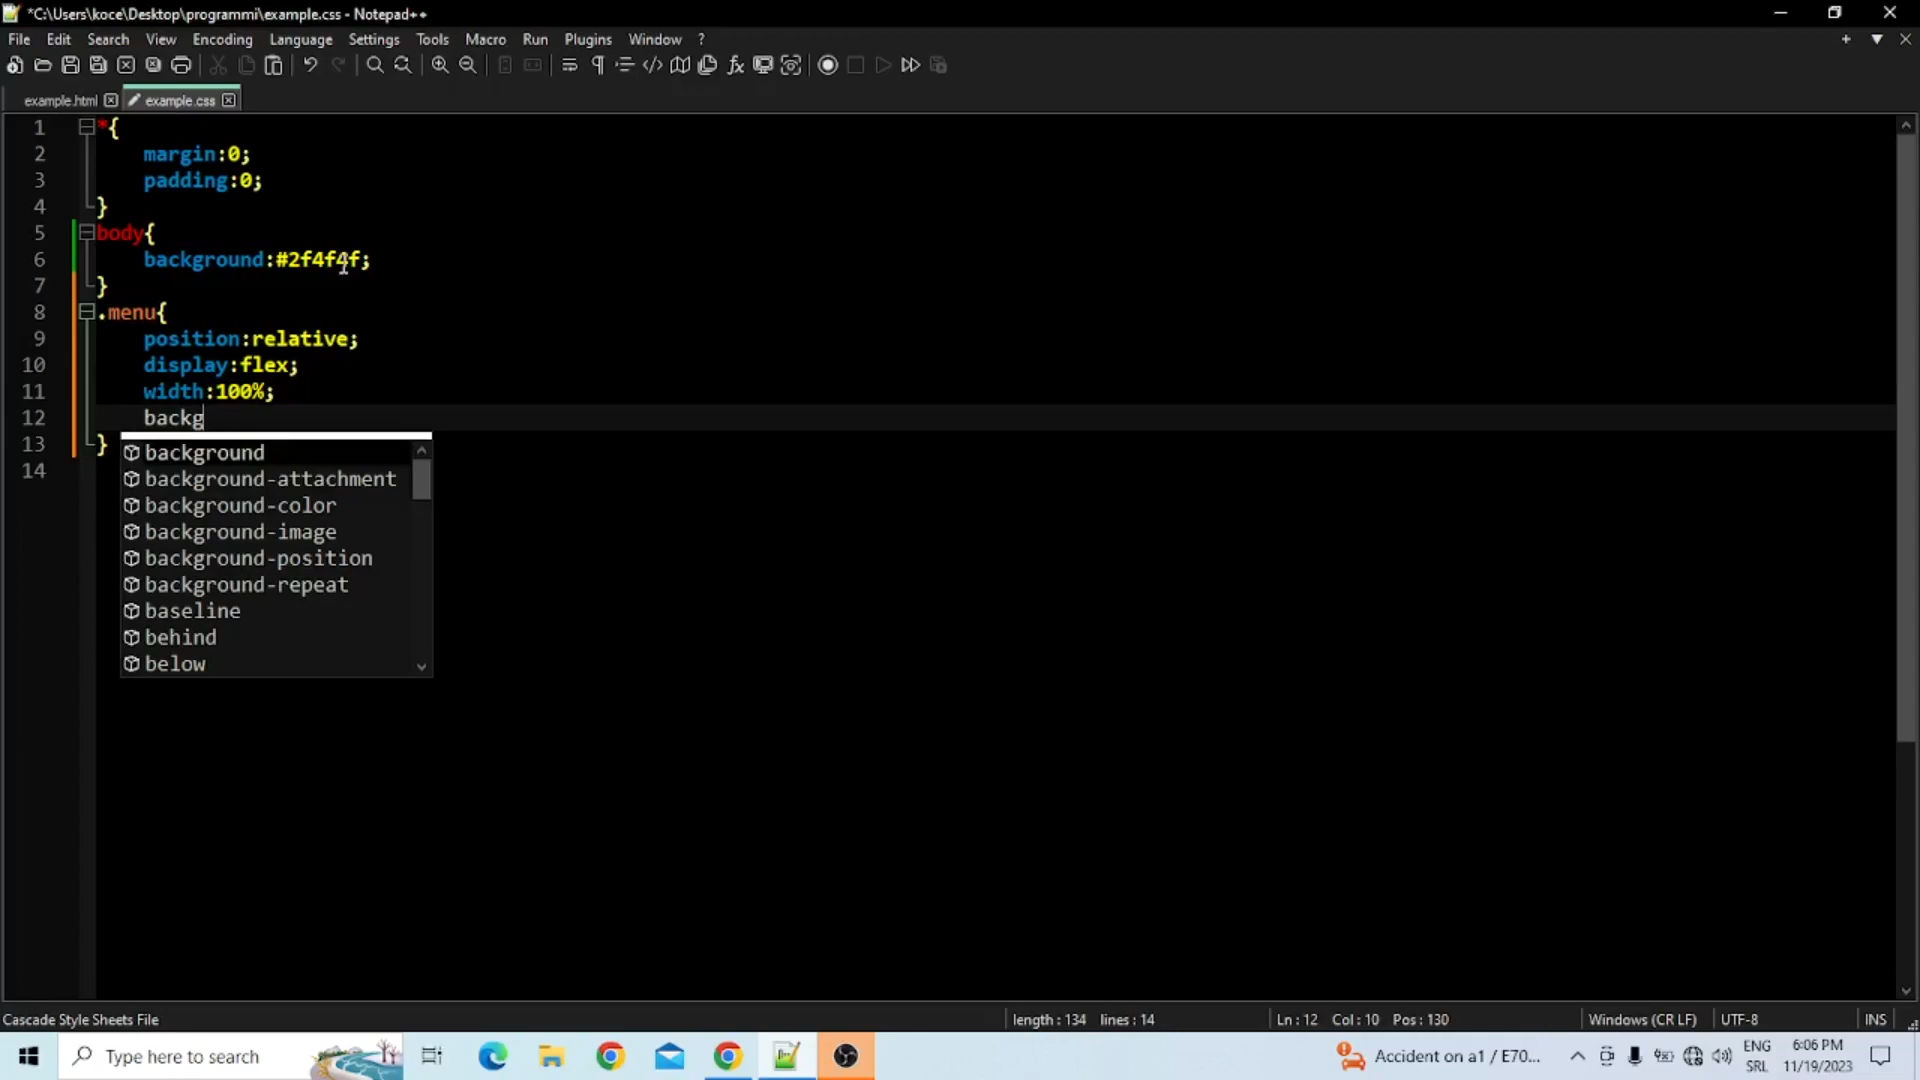 *C:\Users\koce\Desktop\programmi\example.css - Notepad++
File Edit Search View Encoding Language Settings Tools Macro Run Plugins Window ?
example.html example.css
1 *{
2 margin:0;
3 padding:0;
4 }
5 body{
6 background:#2f4f4f;
7 }
8 .menu{
9 position:relative;
10 display:flex;
11 width:100%;
12 backg
13 }
14
background
background-attachment
background-color
background-image
background-position
background-repeat
baseline
behind
below
Cascade Style Sheets File length : 134 lines : 14 Ln : 12 Col : 10 Pos : 130 Windows (CR LF) UTF-8 INS
Type here to search Accident on a1 / E70... ENG SRL 6:06 PM 11/19/2023